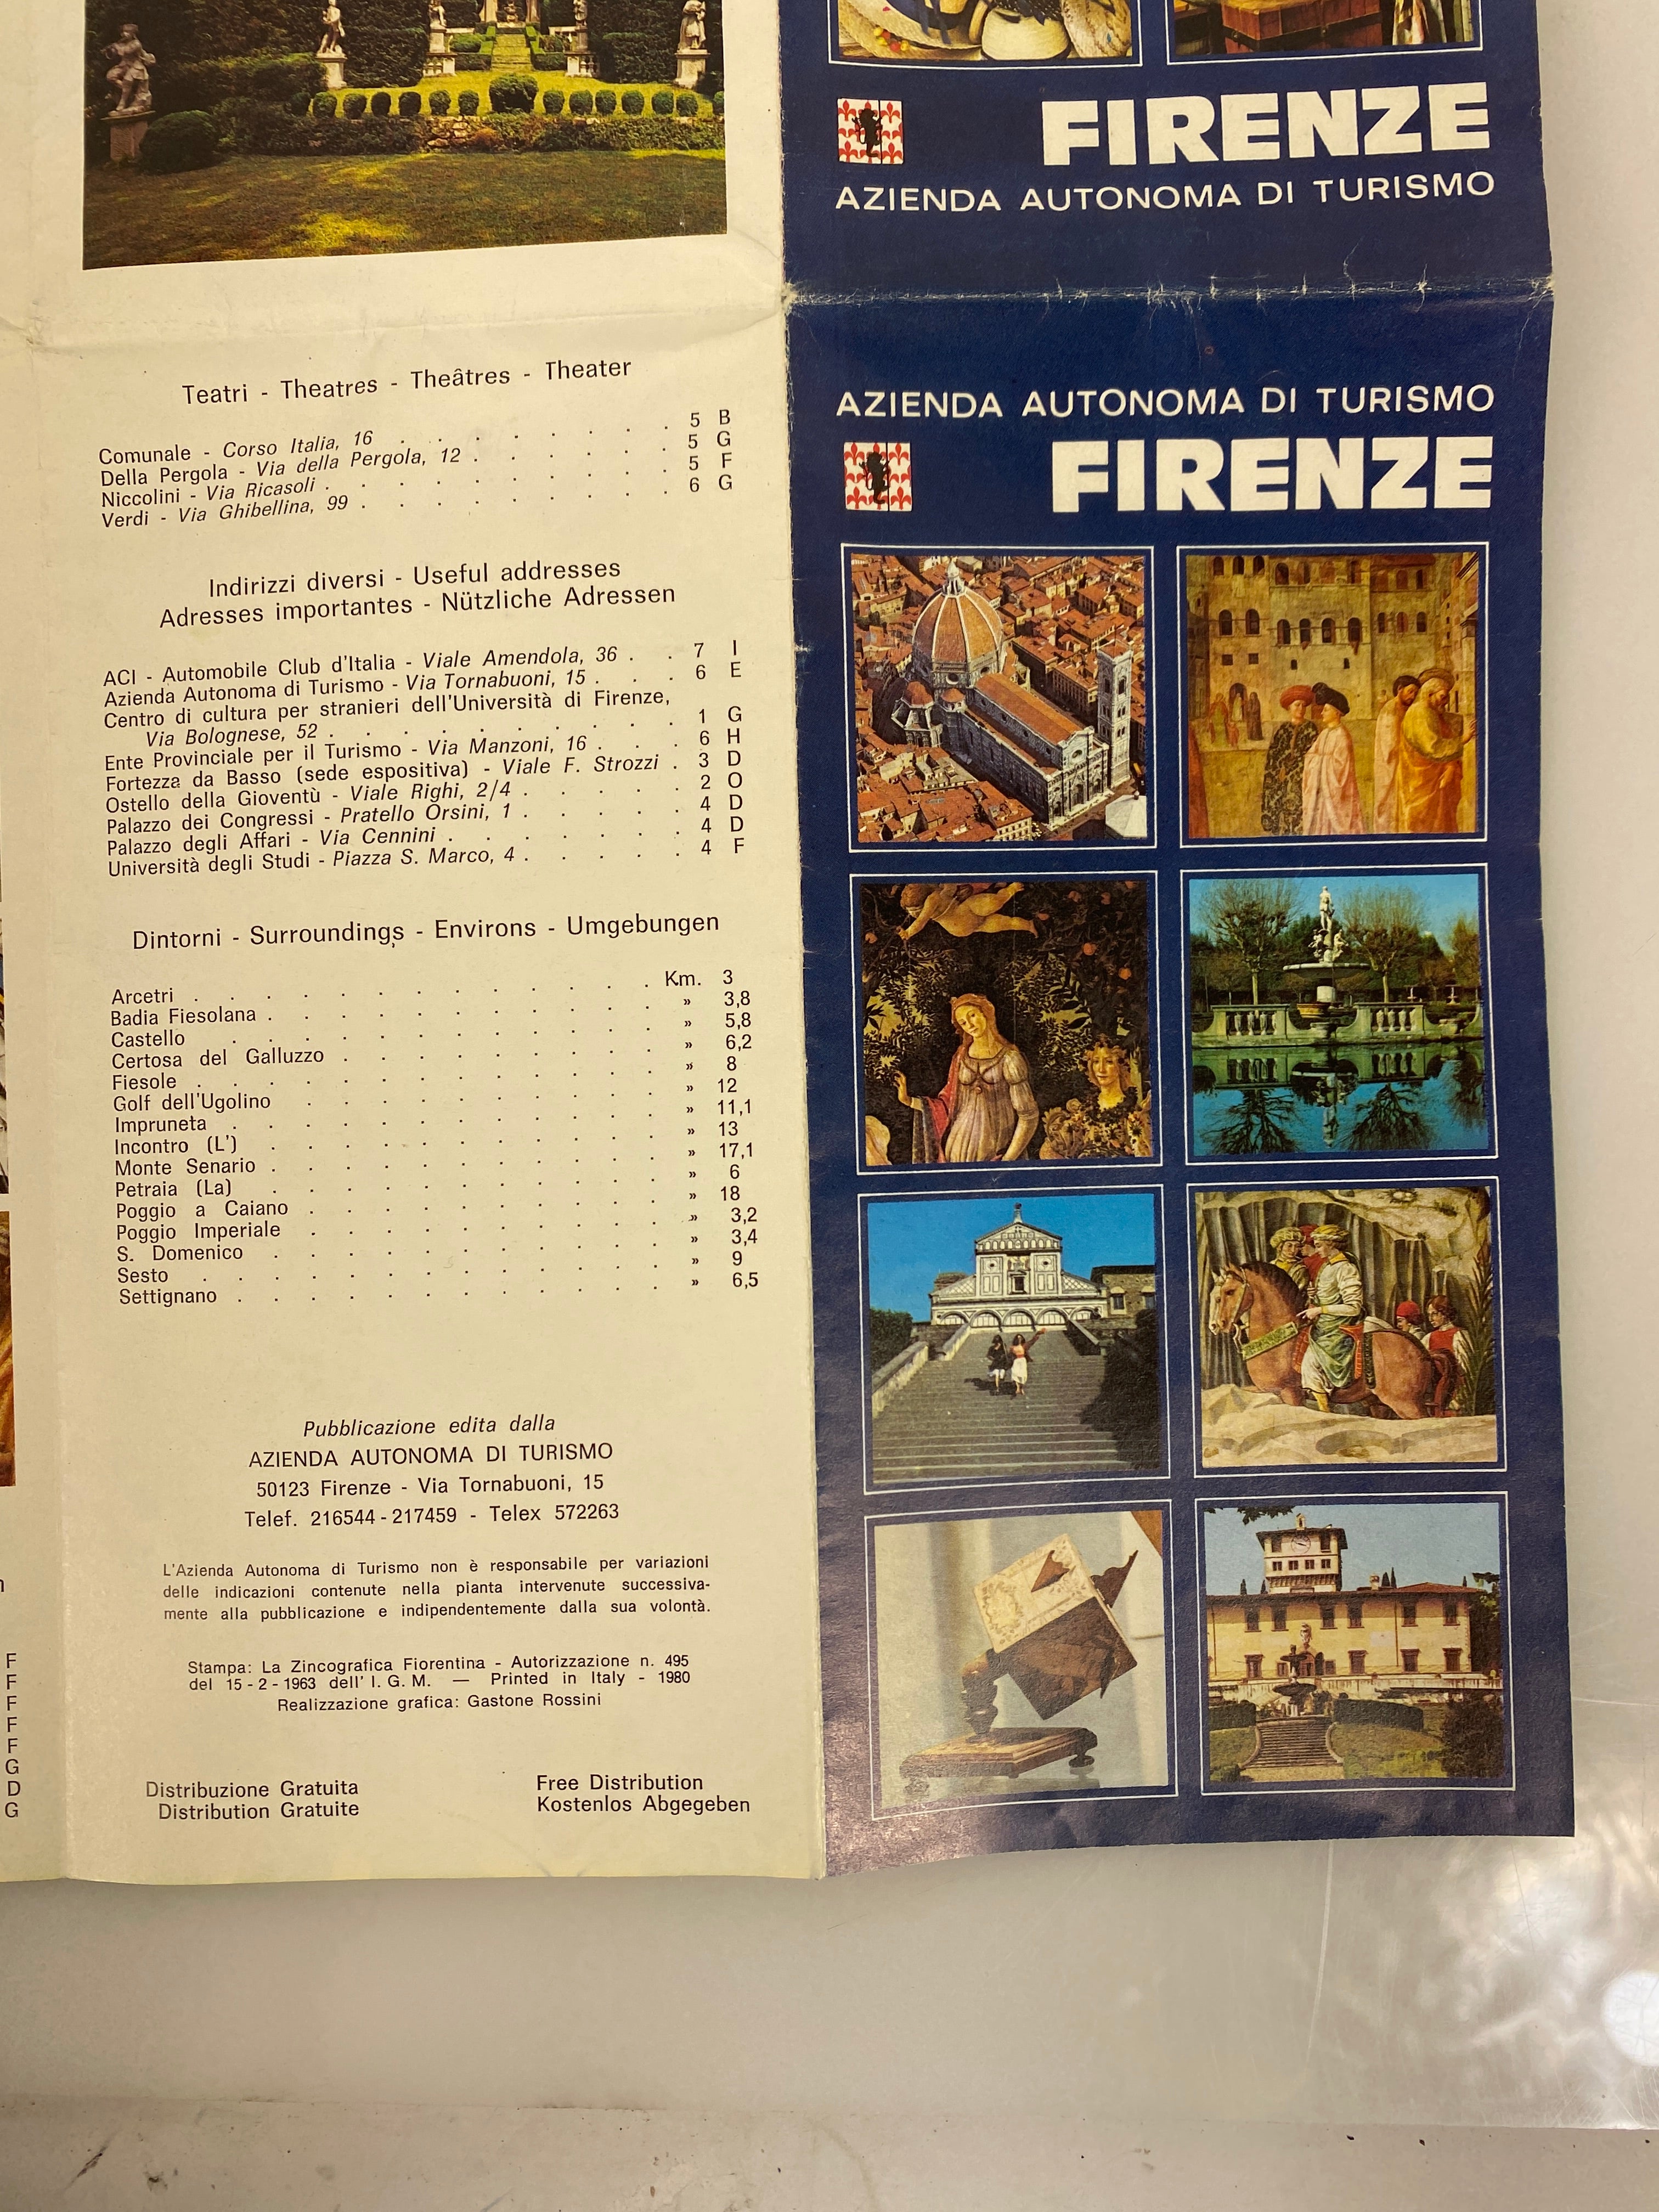 FIRENZE
AZIENDA AUTONOMA DI TURISMO
Teatri - Theatres - Theâtres - Theater
Comunale - Corso Italia, 16 . . . . . . . . 5 B
Della Pergola - Via della Pergola, 12 . . . . . . 5 G
Niccolini - Via Ricasoli . . . . . . . . . . 5 F
Verdi - Via Ghibellina, 99 . . . . . . . . . 6 G
Indirizzi diversi - Useful addresses
Adresses importantes - Nützliche Adressen
ACI - Automobile Club d'Italia - Viale Amendola, 36 . . 7 I
Azienda Autonoma di Turismo - Via Tornabuoni, 15 . . . 6 E
Centro di cultura per stranieri dell'Università di Firenze,
Via Bolognese, 52 . . . . . . . . . . 1 G
Ente Provinciale per il Turismo - Via Manzoni, 16 . . . 6 H
Fortezza da Basso (sede espositiva) - Viale F. Strozzi . 3 D
Ostello della Gioventù - Viale Righi, 2/4 . . . . . 2 O
Palazzo dei Congressi - Pratello Orsini, 1 . . . . . 4 D
Palazzo degli Affari - Via Cennini . . . . . . . 4 D
Università degli Studi - Piazza S. Marco, 4 . . . . . 4 F
Dintorni - Surroundings - Environs - Umgebungen
Arcetri . . . . . . . . . . . . . Km. 3
Badia Fiesolana . . . . . . . . . . . » 3,8
Castello . . . . . . . . . . . . » 5,8
Certosa del Galluzzo . . . . . . . . . » 6,2
Fiesole . . . . . . . . . . . . . » 8
Golf dell'Ugolino . . . . . . . . . . » 12
Impruneta . . . . . . . . . . . . » 11,1
Incontro (L') . . . . . . . . . . . » 13
Monte Senario . . . . . . . . . . . » 17,1
Petraia (La) . . . . . . . . . . . » 6
Poggio a Caiano . . . . . . . . . . » 18
Poggio Imperiale . . . . . . . . . . » 3,2
S. Domenico . . . . . . . . . . . » 3,4
Sesto . . . . . . . . . . . . . » 9
Settignano . . . . . . . . . . . . » 6,5
Pubblicazione edita dalla
AZIENDA AUTONOMA DI TURISMO
50123 Firenze - Via Tornabuoni, 15
Telef. 216544 - 217459 - Telex 572263
L'Azienda Autonoma di Turismo non è responsabile per variazioni
delle indicazioni contenute nella pianta intervenute successiva-
mente alla pubblicazione e indipendentemente dalla sua volontà.
Stampa: La Zincografica Fiorentina - Autorizzazione n. 495
del 15 - 2 - 1963 dell' I. G. M. — Printed in Italy - 1980
Realizzazione grafica: Gastone Rossini
Distribuzione Gratuita
Distribution Gratuite
Free Distribution
Kostenlos Abgegeben
F
F
F
F
F
G
D
G
AZIENDA AUTONOMA DI TURISMO
FIRENZE